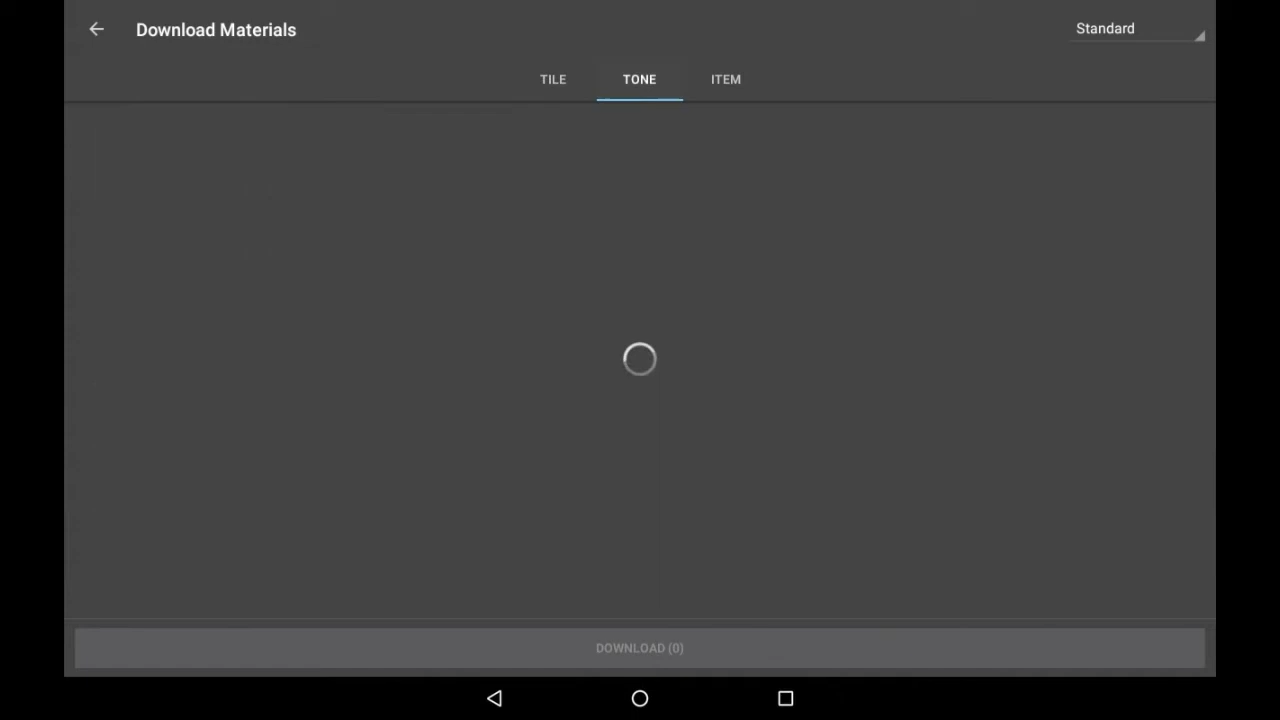 Download Materials
Standard
TILE
TONE
ITEM
DOWNLOAD (0)